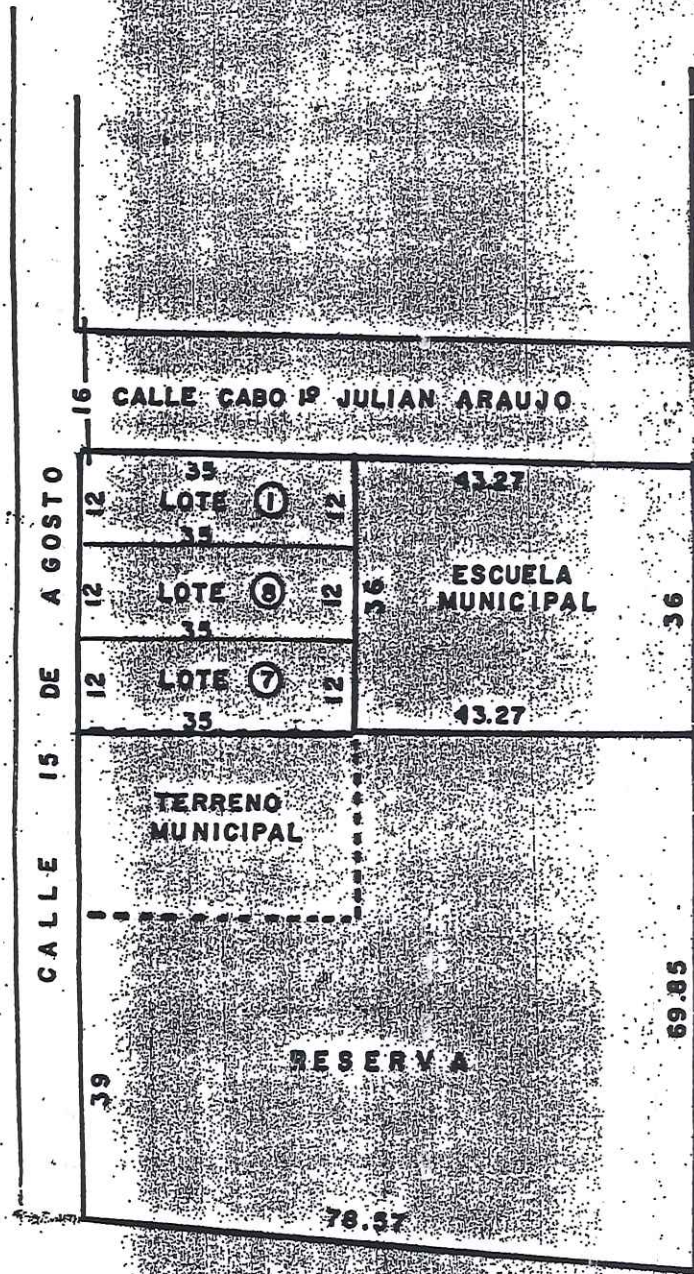 16
CALLE CABO 1º JULIAN ARAUJO
CALLE 15 DE AGOSTO
35
12
LOTE 1
12
35
43.27
12
LOTE 8
12
35
36
ESCUELA
MUNICIPAL
36
12
LOTE 7
12
35
43.27
TERRENO
MUNICIPAL
39
RESERVA
69.85
78.57